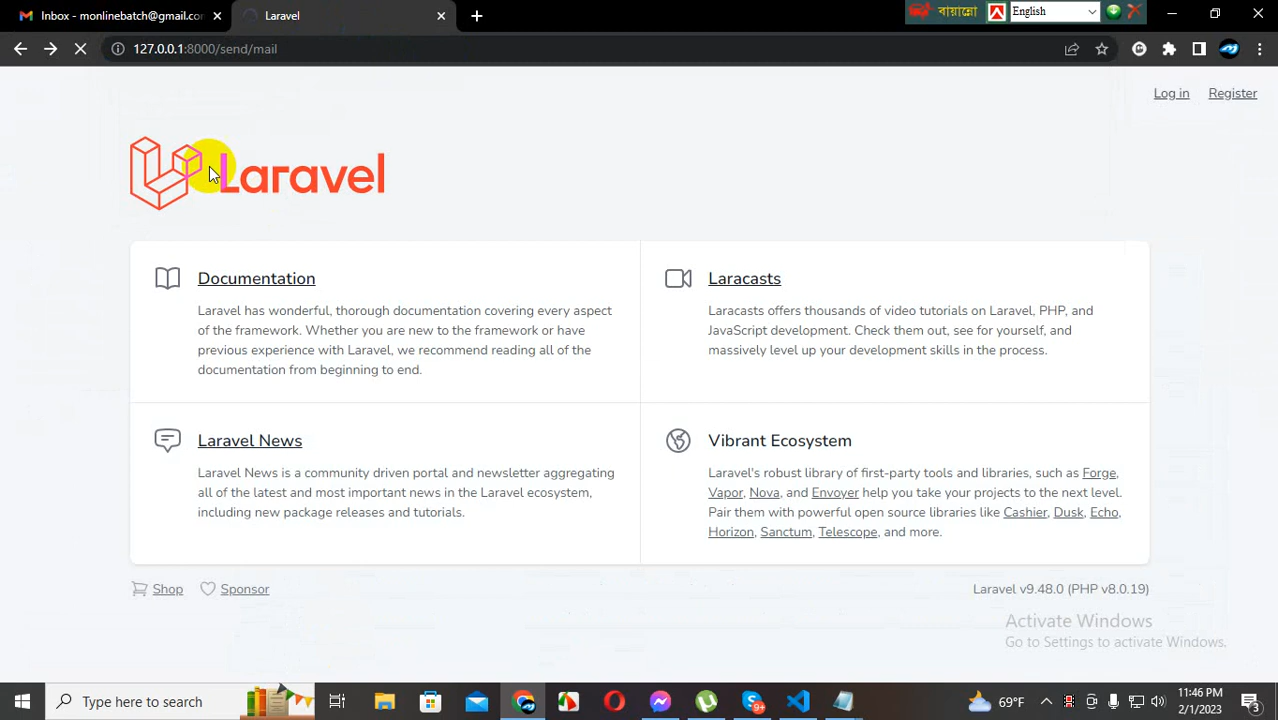 Inbox - monlinebatch@gmail.com
Laravel
বায়ান্নো
English
127.0.0.1:8000/send/mail
Log in Register
Laravel
Documentation
Laravel has wonderful, thorough documentation covering every aspect
of the framework. Whether you are new to the framework or have
previous experience with Laravel, we recommend reading all of the
documentation from beginning to end.
Laracasts
Laracasts offers thousands of video tutorials on Laravel, PHP, and
JavaScript development. Check them out, see for yourself, and
massively level up your development skills in the process.
Laravel News
Laravel News is a community driven portal and newsletter aggregating
all of the latest and most important news in the Laravel ecosystem,
including new package releases and tutorials.
Vibrant Ecosystem
Laravel's robust library of first-party tools and libraries, such as Forge,
Vapor, Nova, and Envoyer help you take your projects to the next level.
Pair them with powerful open source libraries like Cashier, Dusk, Echo,
Horizon, Sanctum, Telescope, and more.
Shop Sponsor
Laravel v9.48.0 (PHP v8.0.19)
Activate Windows
Go to Settings to activate Windows.
Type here to search
9+
69°F
11:46 PM
2/1/2023
3